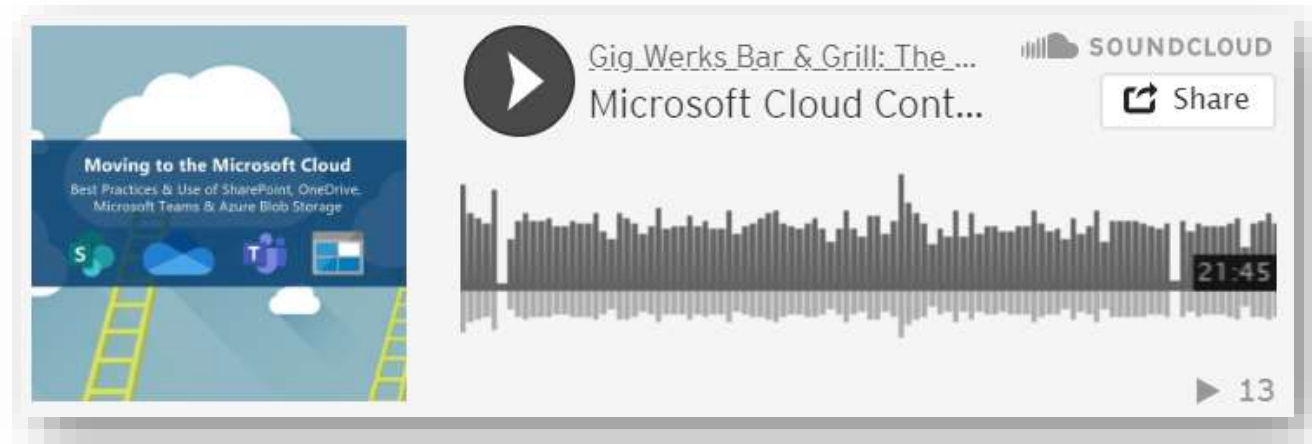 Moving to the Microsoft Cloud
Best Practices & Use of SharePoint, OneDrive,
Microsoft Teams & Azure Blob Storage
S
T
Gig Werks Bar & Grill: The ...
Microsoft Cloud Cont...
SOUNDCLOUD
Share
21:45
13